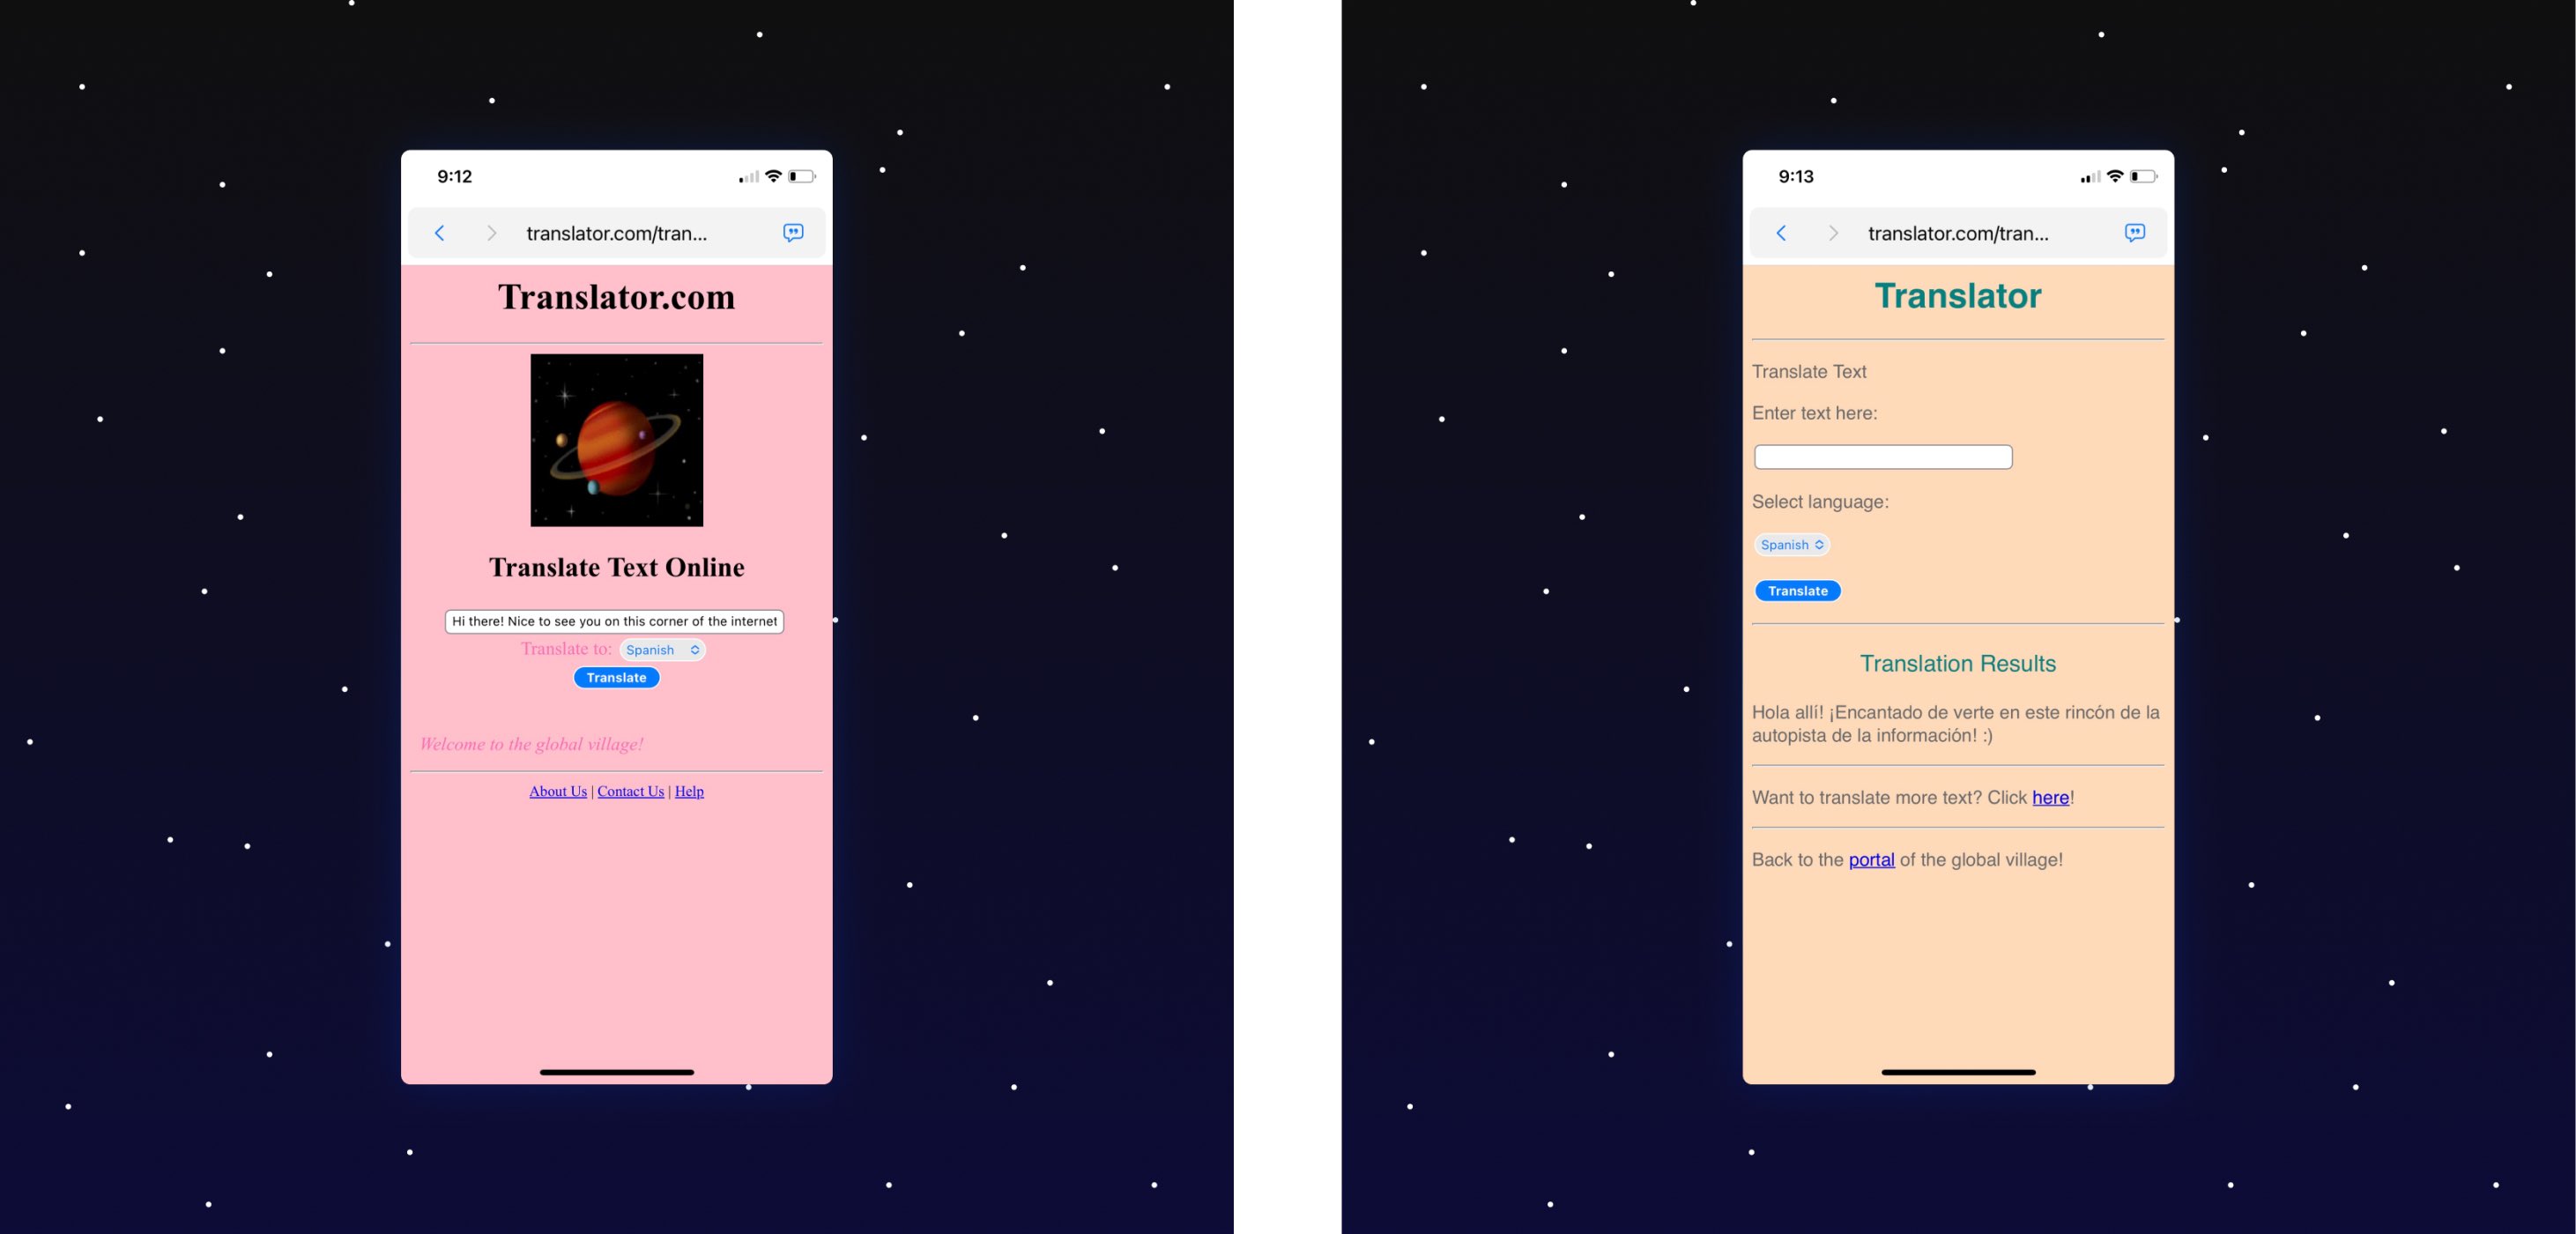 9:12
translator.com/tran...
Translator.com
Translate Text Online
Hi there! Nice to see you on this corner of the internet
Translate to: Spanish
Translate
Welcome to the global village!
About Us | Contact Us | Help
9:13
translator.com/tran...
Translator
Translate Text
Enter text here:
Select language:
Spanish
Translate
Translation Results
Hola allí! ¡Encantado de verte en este rincón de la
autopista de la información! :)
Want to translate more text? Click here!
Back to the portal of the global village!